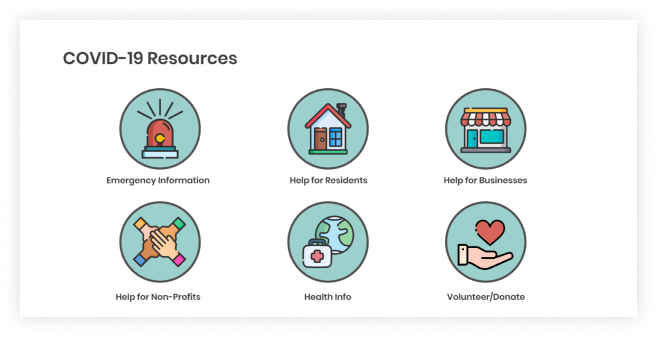 COVID-19 Resources
Emergency Information
Help for Residents
Help for Businesses
Help for Non-Profits
Health Info
Volunteer/Donate